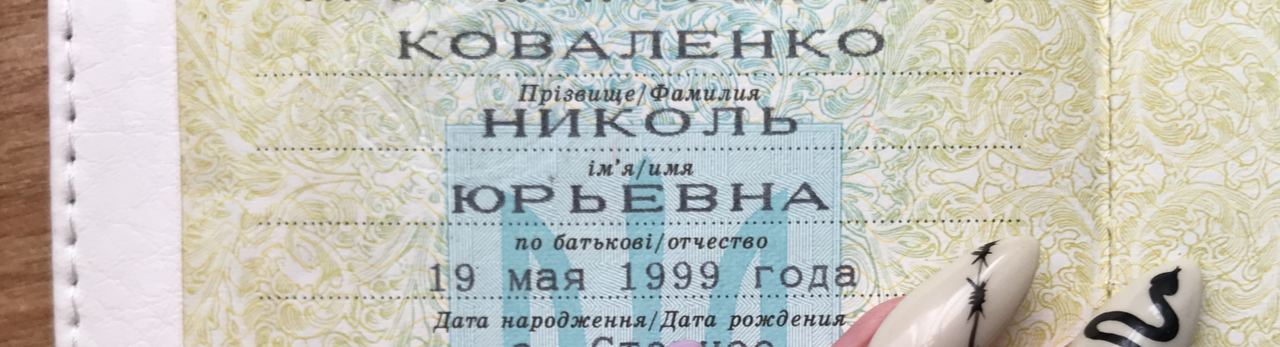 КОВАЛЕНКО
Прізвище/Фамилия
НИКОЛЬ
ім'я/имя
ЮРЬЕВНА
по батькові/отчество
19 мая 1999 года
Дата народження/Дата рождения